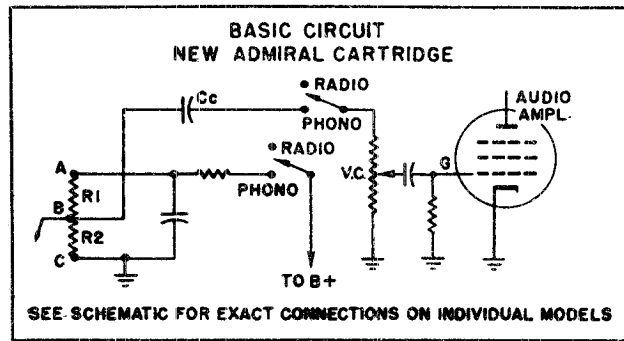 BASIC CIRCUIT
NEW ADMIRAL CARTRIDGE
RADIO
Cc
PHONO
AUDIO
AMPL.
RADIO
A
PHONO
V.C.
G
R1
B
R2
C
TO B+
SEE SCHEMATIC FOR EXACT CONNECTIONS ON INDIVIDUAL MODELS